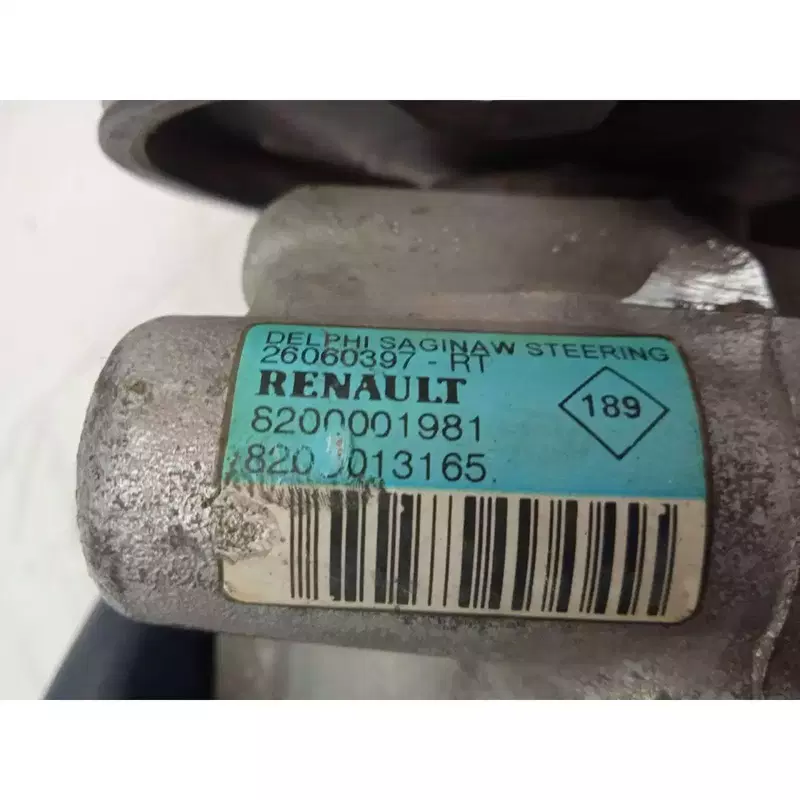 DELPHI SAGINAW STEERING
26060397 - RT
RENAULT
8200001981
189